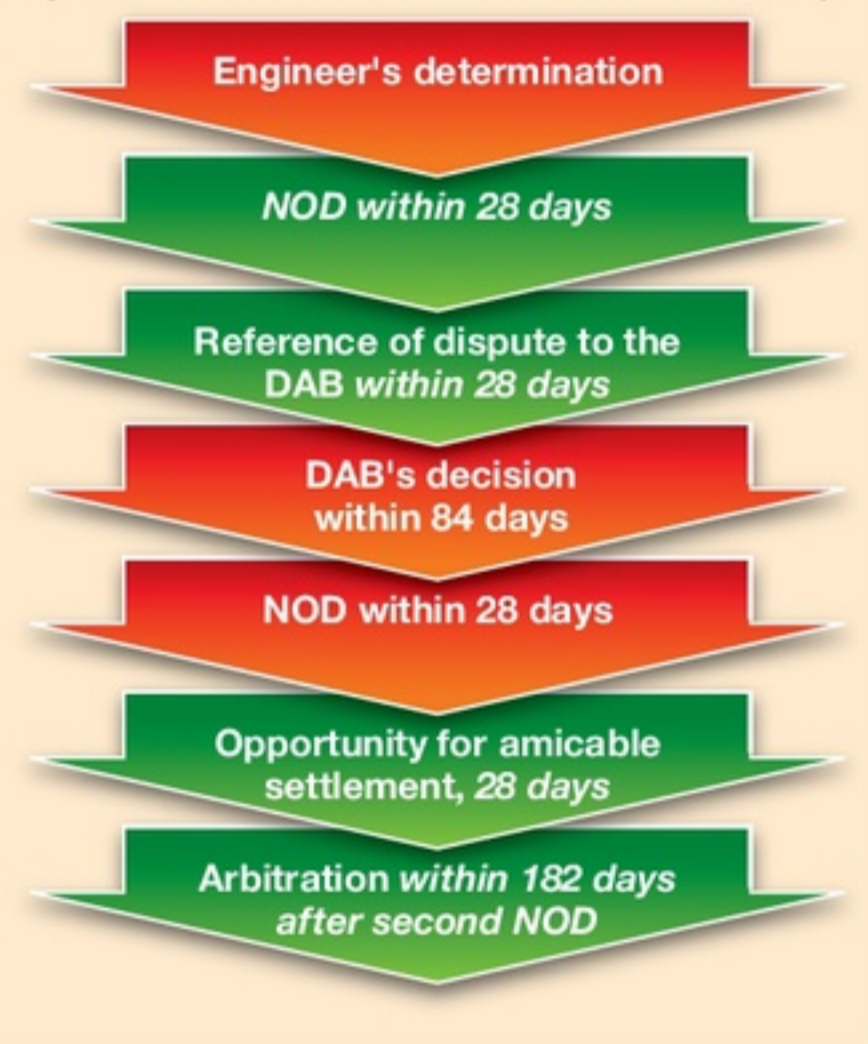 Engineer's determination
NOD within 28 days
Reference of dispute to the
DAB within 28 days
DAB's decision
within 84 days
NOD within 28 days
Opportunity for amicable
settlement, 28 days
Arbitration within 182 days
after second NOD